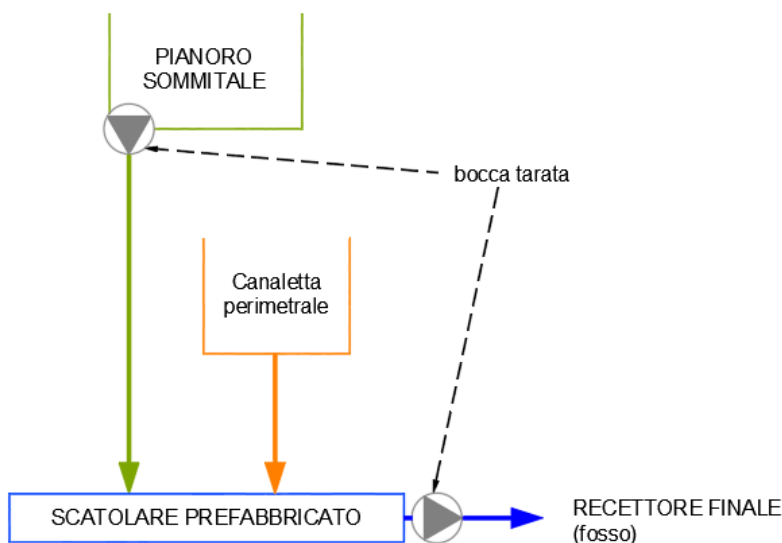 PIANORO
SOMMITALE
bocca tarata
Canaletta
perimetrale
SCATOLARE PREFABBRICATO
RECETTORE FINALE
(fosso)